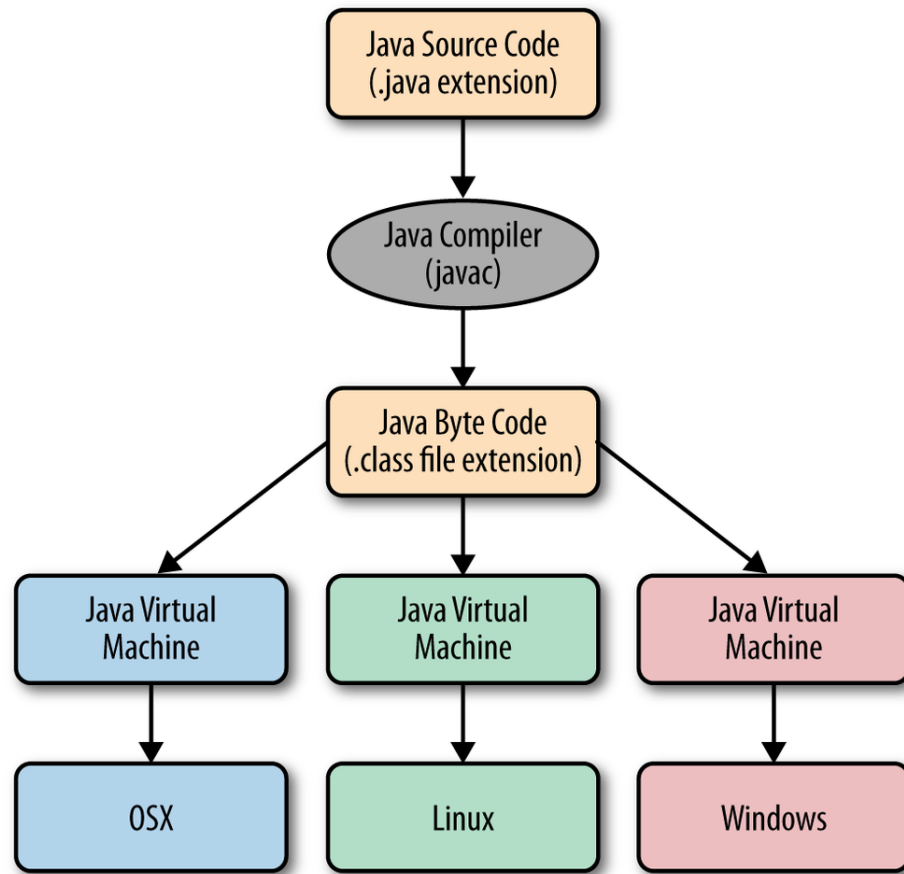 Java Source Code
(.java extension)
Java Compiler
(javac)
Java Byte Code
(.class file extension)
Java Virtual
Machine
Java Virtual
Machine
Java Virtual
Machine
OSX
Linux
Windows